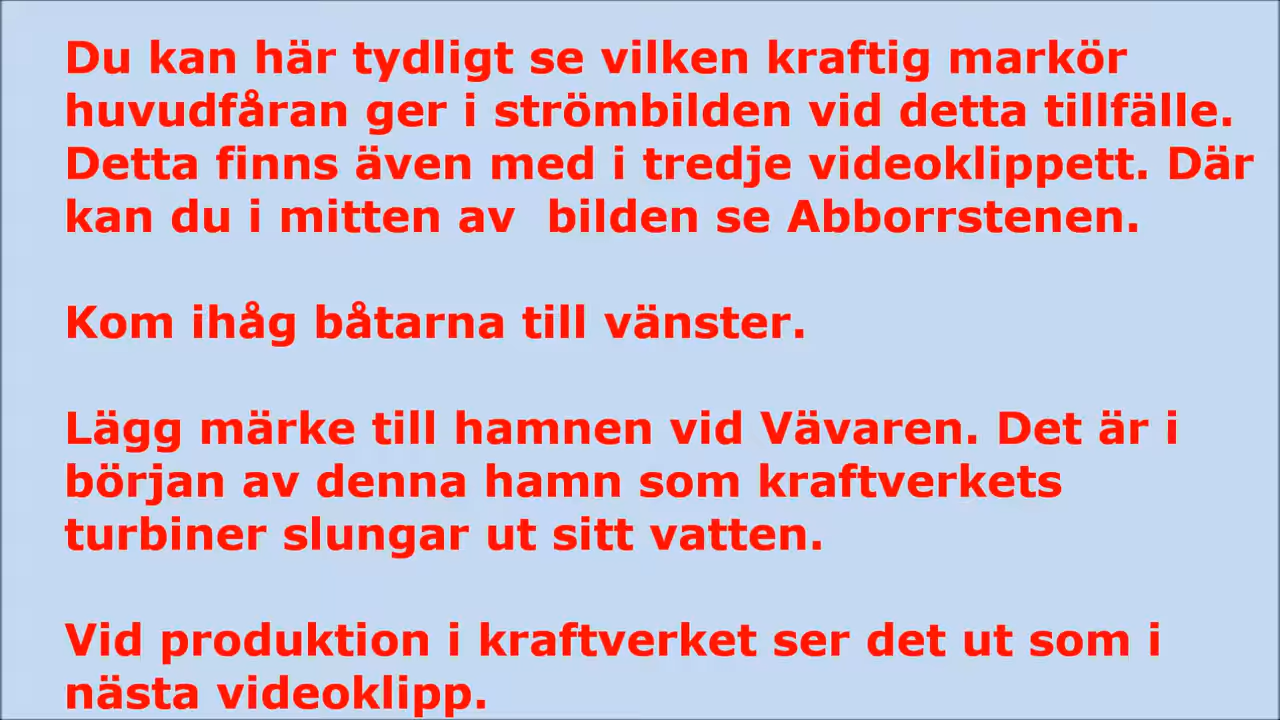 Du kan här tydligt se vilken kraftig markör
huvudfåran ger i strömbilden vid detta tillfälle.
Detta finns även med i tredje videoklippett. Där
kan du i mitten av  bilden se Abborrstenen.
Kom ihåg båtarna till vänster.
Lägg märke till hamnen vid Vävaren. Det är i
början av denna hamn som kraftverkets
turbiner slungar ut sitt vatten.
Vid produktion i kraftverket ser det ut som i
nästa videoklipp.